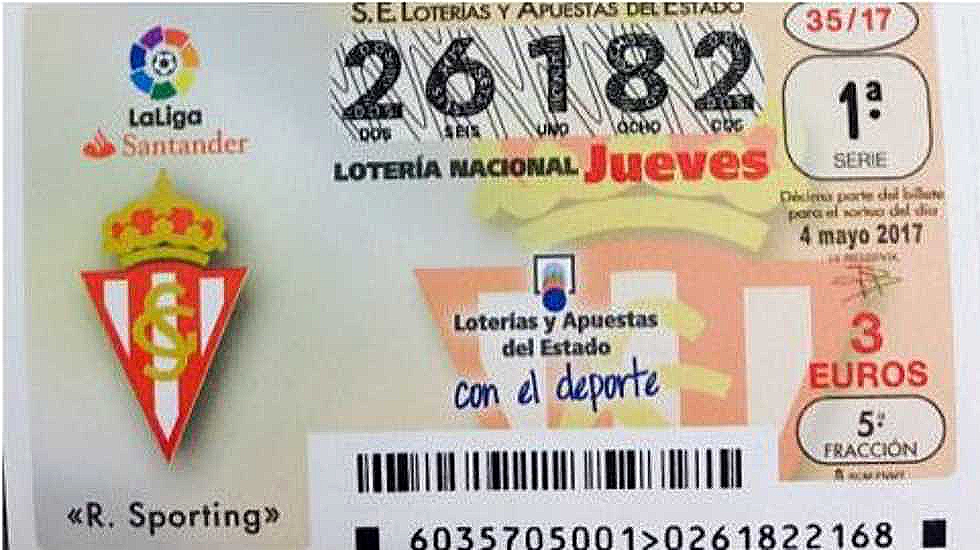 S.E. LOTERÍAS Y APUESTAS DEL ESTADO
35/17
26182
DOS SEIS UNO OCHO DOS
LOTERÍA NACIONAL Jueves
1ª
SERIE
Décima parte del billete
para el sorteo del día
4 mayo 2017
LA PRESIDENTA
3
EUROS
5ª
FRACCIÓN
LaLiga
Santander
Loterías y Apuestas
del Estado
con el deporte
«R. Sporting»
6035705001>0261822168